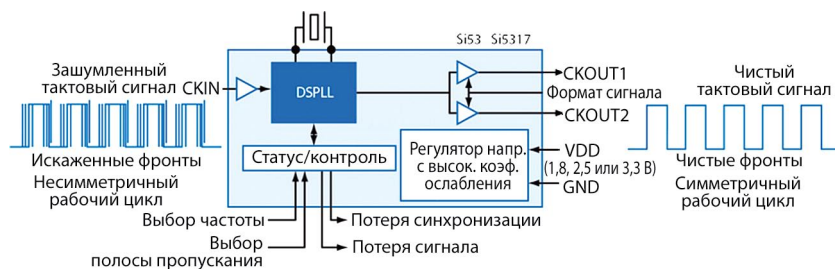 Si53 Si5317
Зашумленный
тактовый сигнал
CKIN
DSPLL
CKOUT1
Формат сигнала
CKOUT2
Чистый
тактовый сигнал
Искаженные фронты
Несимметричный
рабочий цикл
Статус/контроль
Регулятор напр.
с высок. коэф.
ослабления
VDD
(1,8, 2,5 или 3,3 В)
GND
Чистые фронты
Симметричный
рабочий цикл
Выбор частоты
Выбор
полосы пропускания
Потеря синхронизации
Потеря сигнала